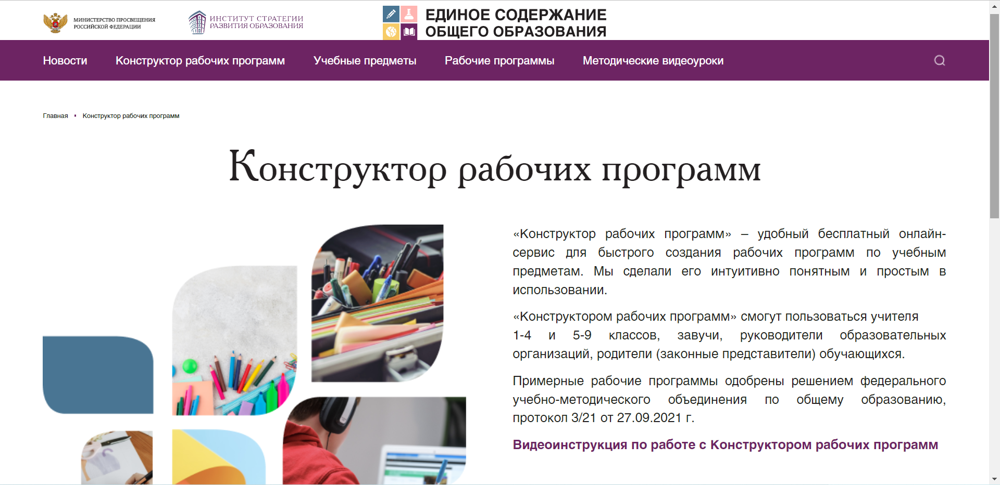 МИНИСТЕРСТВО ПРОСВЕЩЕНИЯ
РОССИЙСКОЙ ФЕДЕРАЦИИ
ИНСТИТУТ СТРАТЕГИИ
РАЗВИТИЯ ОБРАЗОВАНИЯ
ЕДИНОЕ СОДЕРЖАНИЕ
ОБЩЕГО ОБРАЗОВАНИЯ
Новости Конструктор рабочих программ Учебные предметы Рабочие программы Методические видеоуроки
Главная Конструктор рабочих программ
Конструктор рабочих программ
«Конструктор рабочих программ» – удобный бесплатный онлайн-
сервис для быстрого создания рабочих программ по учебным
предметам. Мы сделали его интуитивно понятным и простым в
использовании.
«Конструктором рабочих программ» смогут пользоваться учителя
1-4 и 5-9 классов, завучи, руководители образовательных
организаций, родители (законные представители) обучающихся.
Примерные рабочие программы одобрены решением федерального
учебно-методического объединения по общему образованию,
протокол 3/21 от 27.09.2021 г.
Видеоинструкция по работе с Конструктором рабочих программ